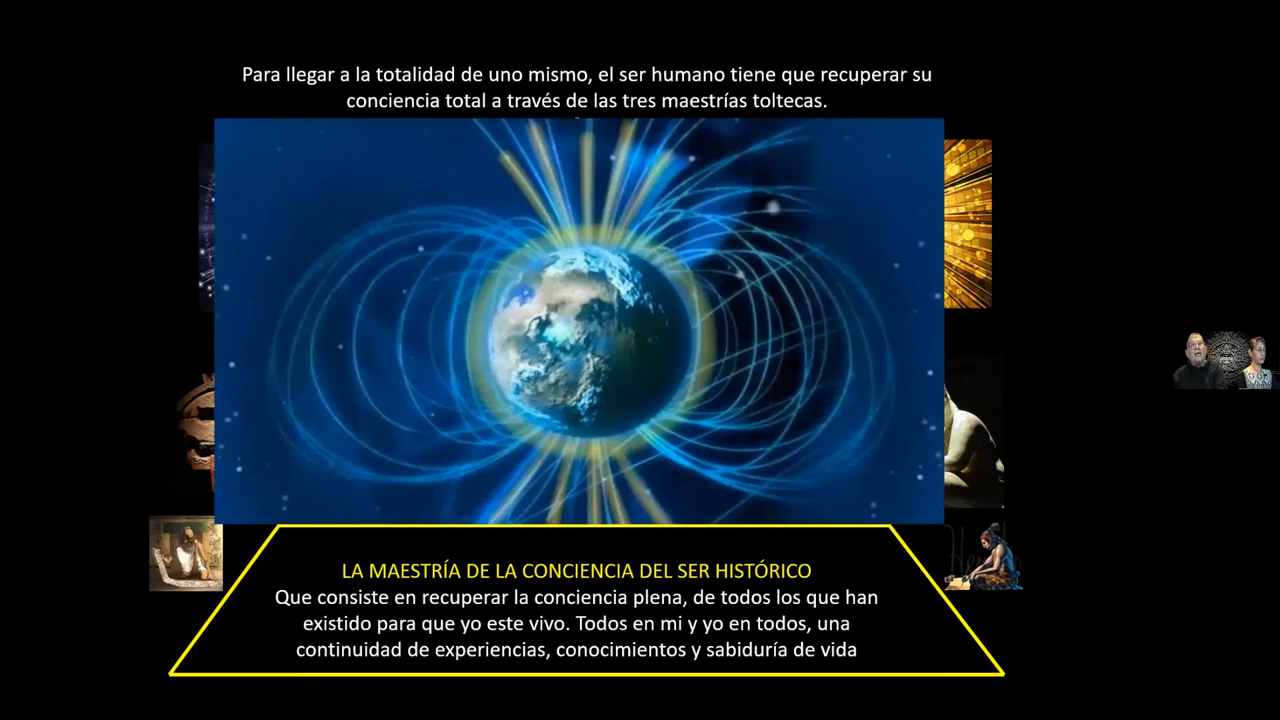 Para llegar a la totalidad de uno mismo, el ser humano tiene que recuperar su
conciencia total a través de las tres maestrías toltecas.
LA MAESTRÍA DE LA CONCIENCIA DEL SER HISTÓRICO
Que consiste en recuperar la conciencia plena, de todos los que han
existido para que yo este vivo. Todos en mi y yo en todos, una
continuidad de experiencias, conocimientos y sabiduría de vida